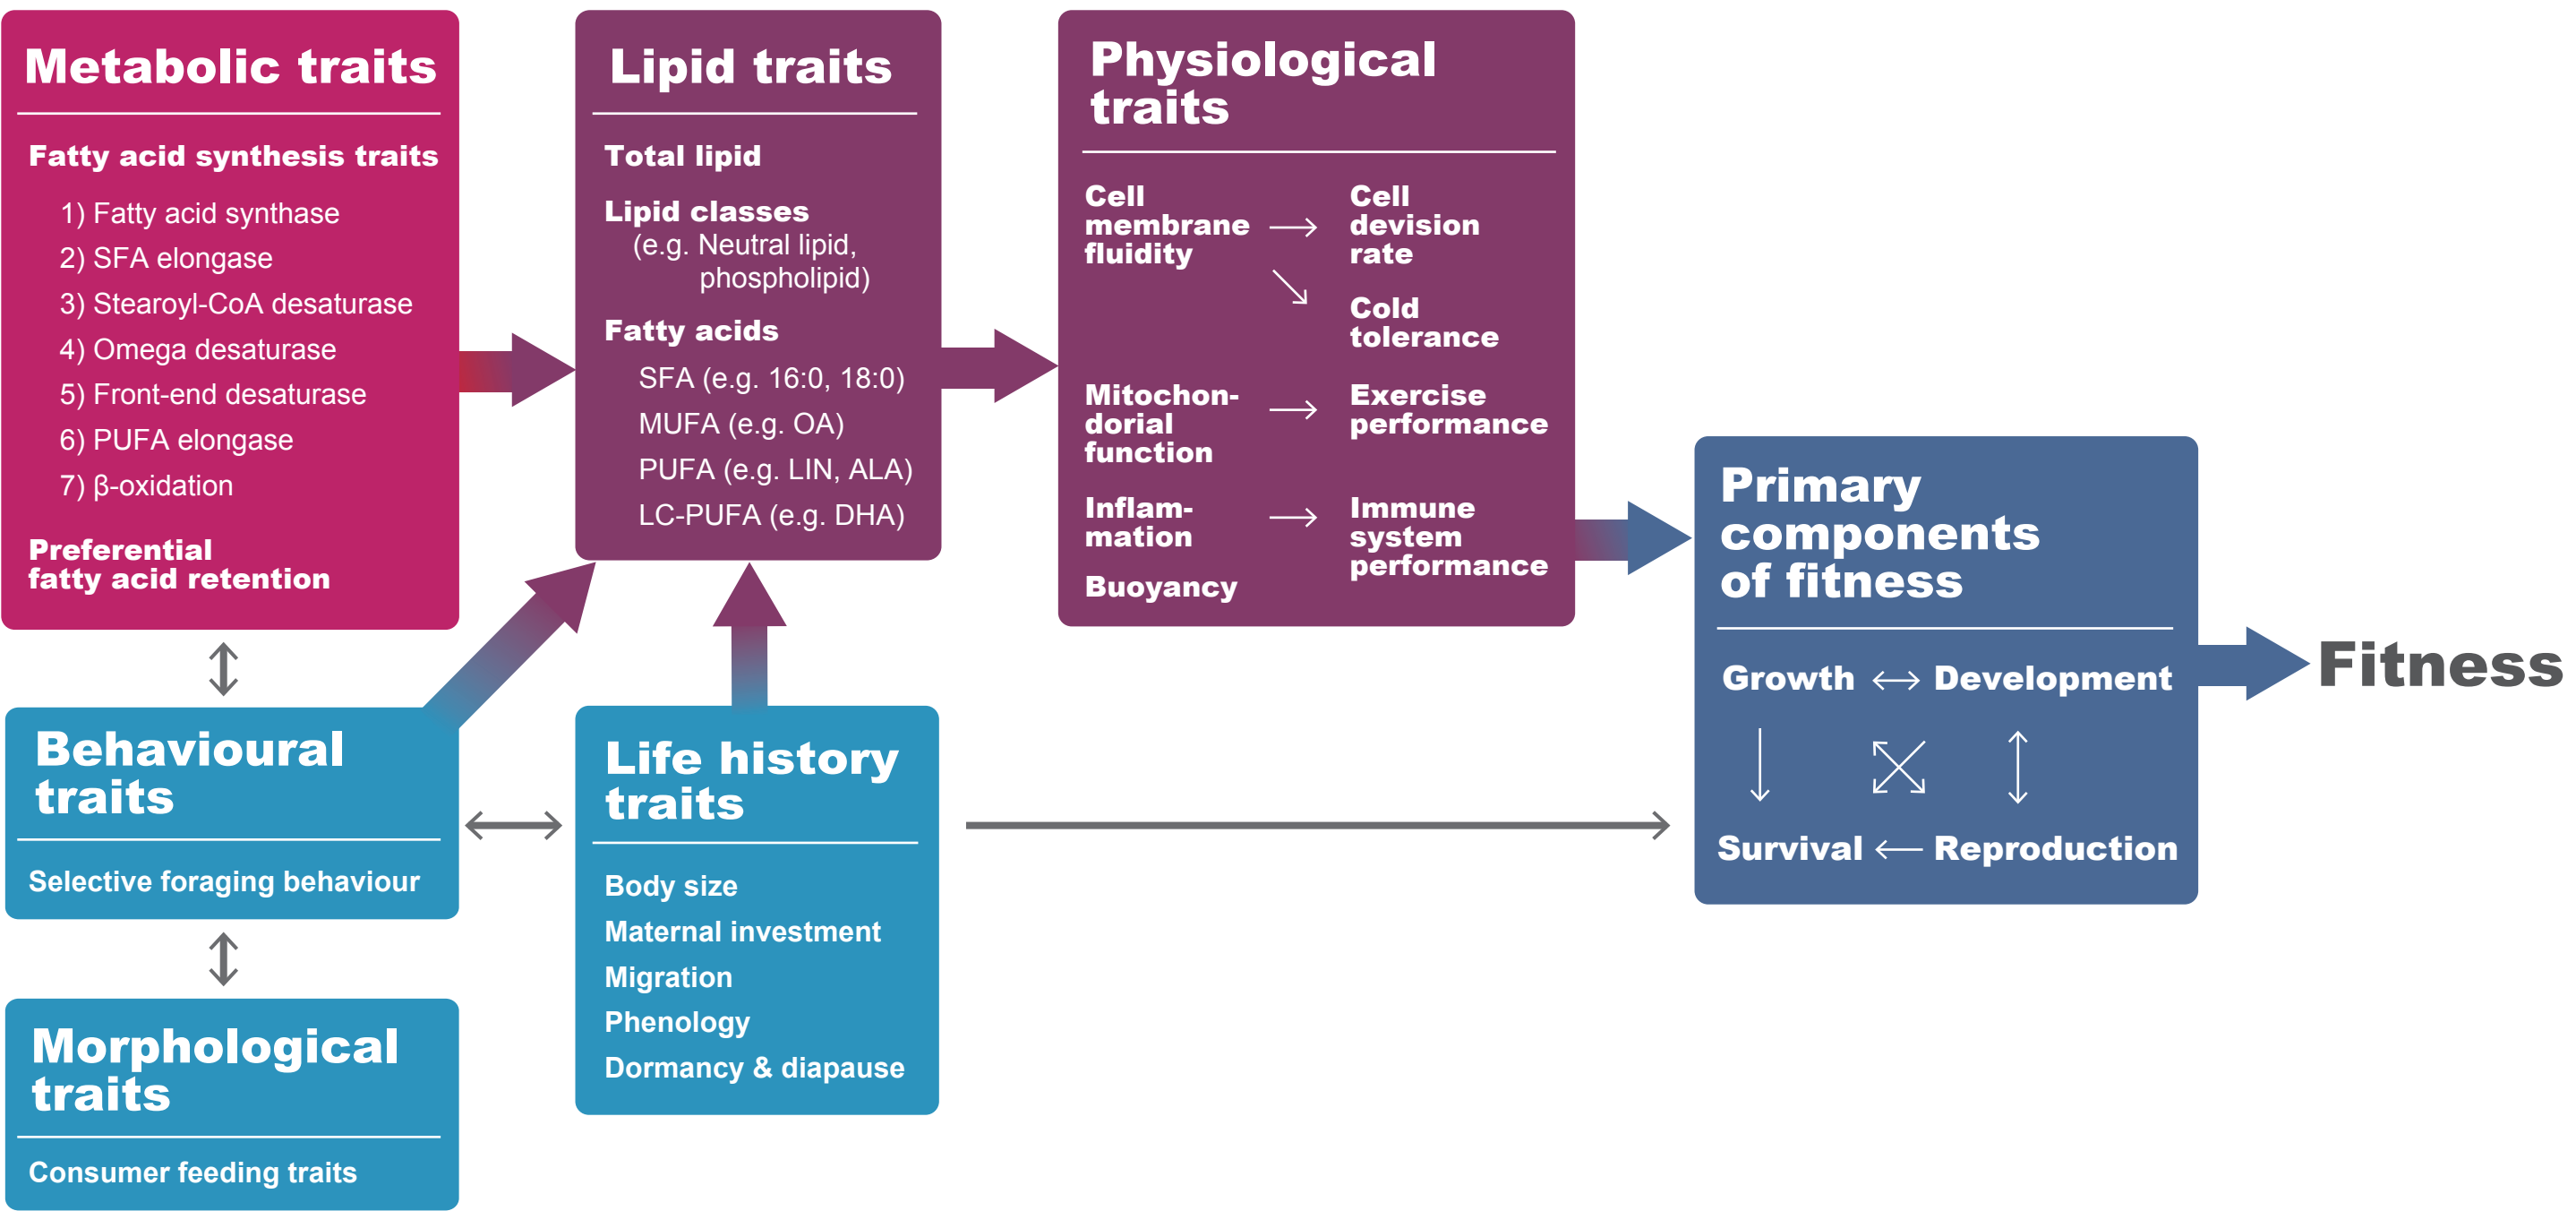 Metabolic traits
Fatty acid synthesis traits
1) Fatty acid synthase
2) SFA elongase
3) Stearoyl-CoA desaturase
4) Omega desaturase
5) Front-end desaturase
6) PUFA elongase
7) β-oxidation
Preferential
fatty acid retention
Lipid traits
Total lipid
Lipid classes
(e.g. Neutral lipid,
phospholipid)
Fatty acids
SFA (e.g. 16:0, 18:0)
MUFA (e.g. OA)
PUFA (e.g. LIN, ALA)
LC-PUFA (e.g. DHA)
Physiological
traits
Cell
membrane
fluidity
Cell
devision
rate
Cold
tolerance
Mitochon-
dorial
function
Exercise
performance
Inflam-
mation
Immune
system
performance
Buoyancy
Behavioural
traits
Selective foraging behaviour
Morphological
traits
Consumer feeding traits
Life history
traits
Body size
Maternal investment
Migration
Phenology
Dormancy & diapause
Primary
components
of fitness
Growth
Development
Survival
Reproduction
Fitness